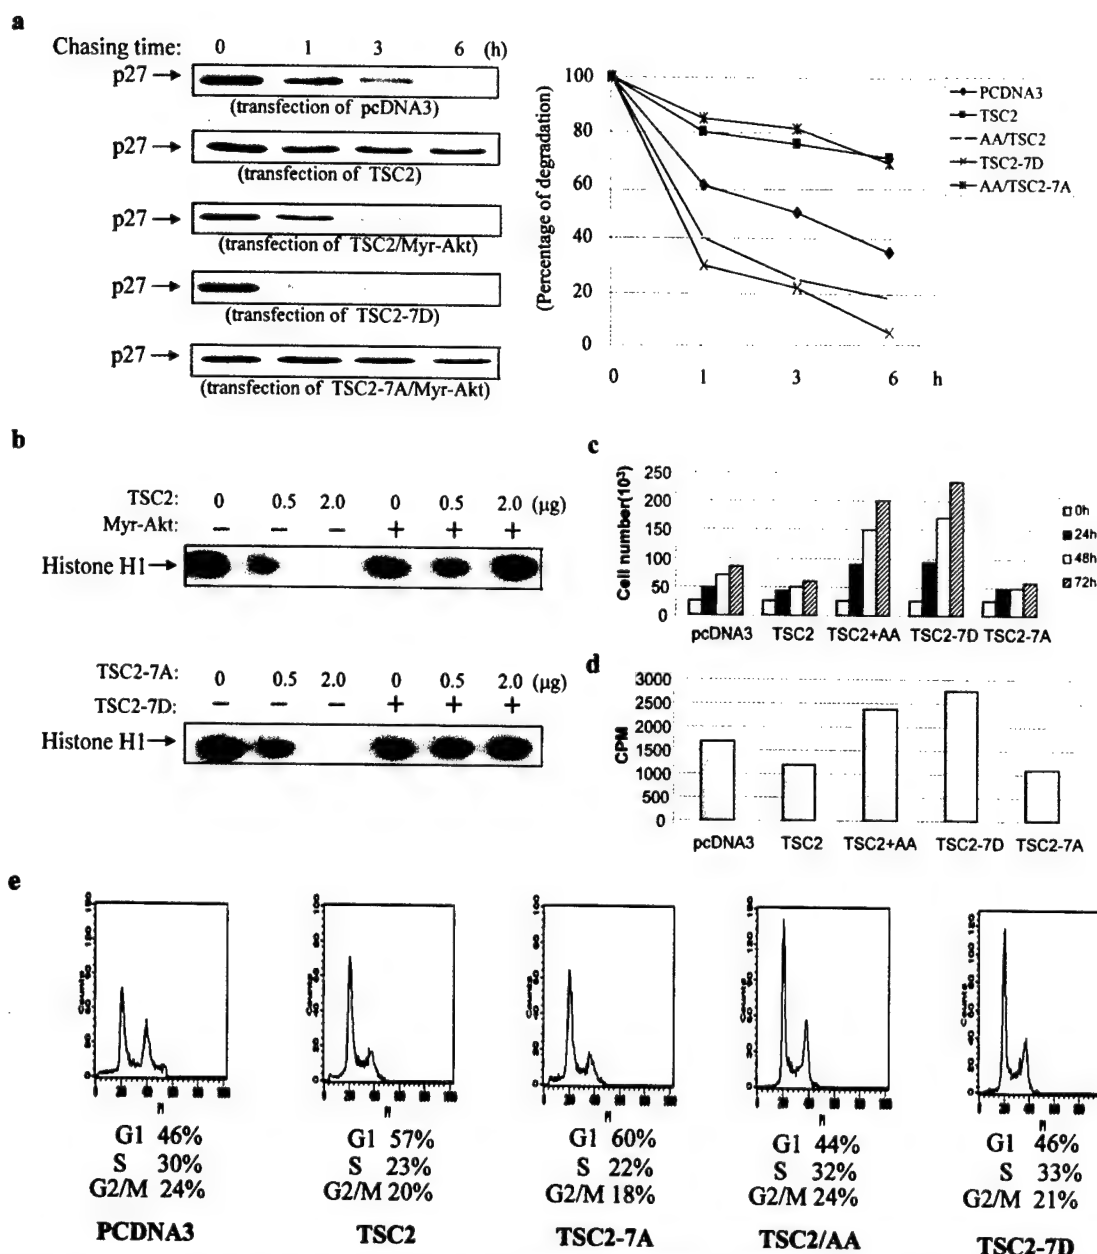 a
Chasing time: 0 1 3 6 (h)
p27
(transfection of pcDNA3)
p27
(transfection of TSC2)
p27
(transfection of TSC2/Myr-Akt)
p27
(transfection of TSC2-7D)
p27
(transfection of TSC2-7A/Myr-Akt)
(Percentage of degradation)
100
80
60
40
20
0
0 1 3 6 h
PCDNA3
TSC2
AA/TSC2
TSC2-7D
AA/TSC2-7A
b
TSC2: 0 0.5 2.0 0 0.5 2.0 (μg)
Myr-Akt: − − − + + +
Histone H1
TSC2-7A: 0 0.5 2.0 0 0.5 2.0 (μg)
TSC2-7D: − − − + + +
Histone H1
c
Cell number(10³)
250
200
150
100
50
0
pcDNA3 TSC2 TSC2+AA TSC2-7D TSC2-7A
0h
24h
48h
72h
d
CPM
3000
2500
2000
1500
1000
500
0
pcDNA3 TSC2 TSC2+AA TSC2-7D TSC2-7A
e
Counts
Counts
Counts
Counts
Counts
G1 46%
S 30%
G2/M 24%
PCDNA3
G1 57%
S 23%
G2/M 20%
TSC2
G1 60%
S 22%
G2/M 18%
TSC2-7A
G1 44%
S 32%
G2/M 24%
TSC2/AA
G1 46%
S 33%
G2/M 21%
TSC2-7D